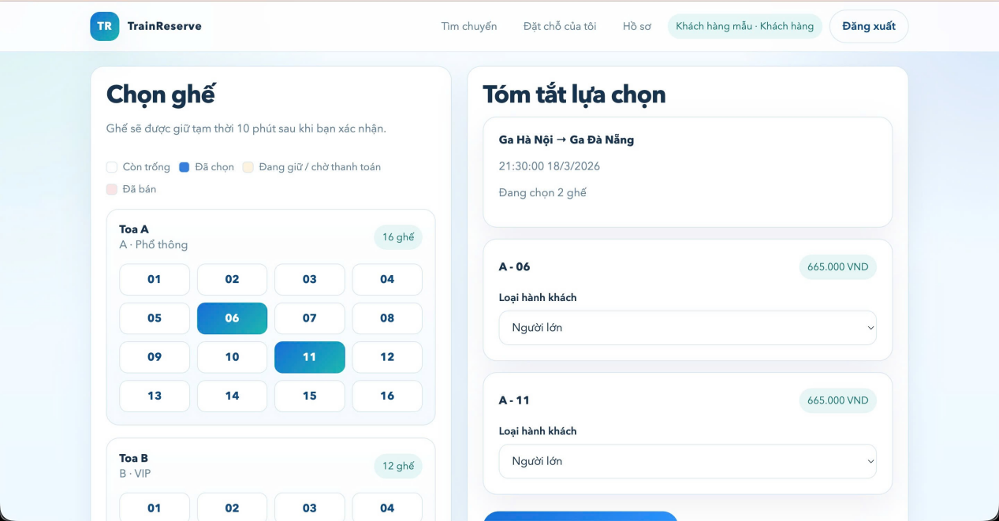 TR TrainReserve Tìm chuyến Đặt chỗ của tôi Hồ sơ Khách hàng mẫu · Khách hàng Đăng xuất
Chọn ghế
Ghế sẽ được giữ tạm thời 10 phút sau khi bạn xác nhận.
Còn trống Đã chọn Đang giữ / chờ thanh toán
Đã bán
Toa A
A · Phổ thông
16 ghế
01 02 03 04
05 06 07 08
09 10 11 12
13 14 15 16
Toa B
B · VIP
12 ghế
01 02 03 04
Tóm tắt lựa chọn
Ga Hà Nội → Ga Đà Nẵng
21:30:00 18/3/2026
Đang chọn 2 ghế
A - 06 665.000 VND
Loại hành khách
Người lớn
A - 11 665.000 VND
Loại hành khách
Người lớn